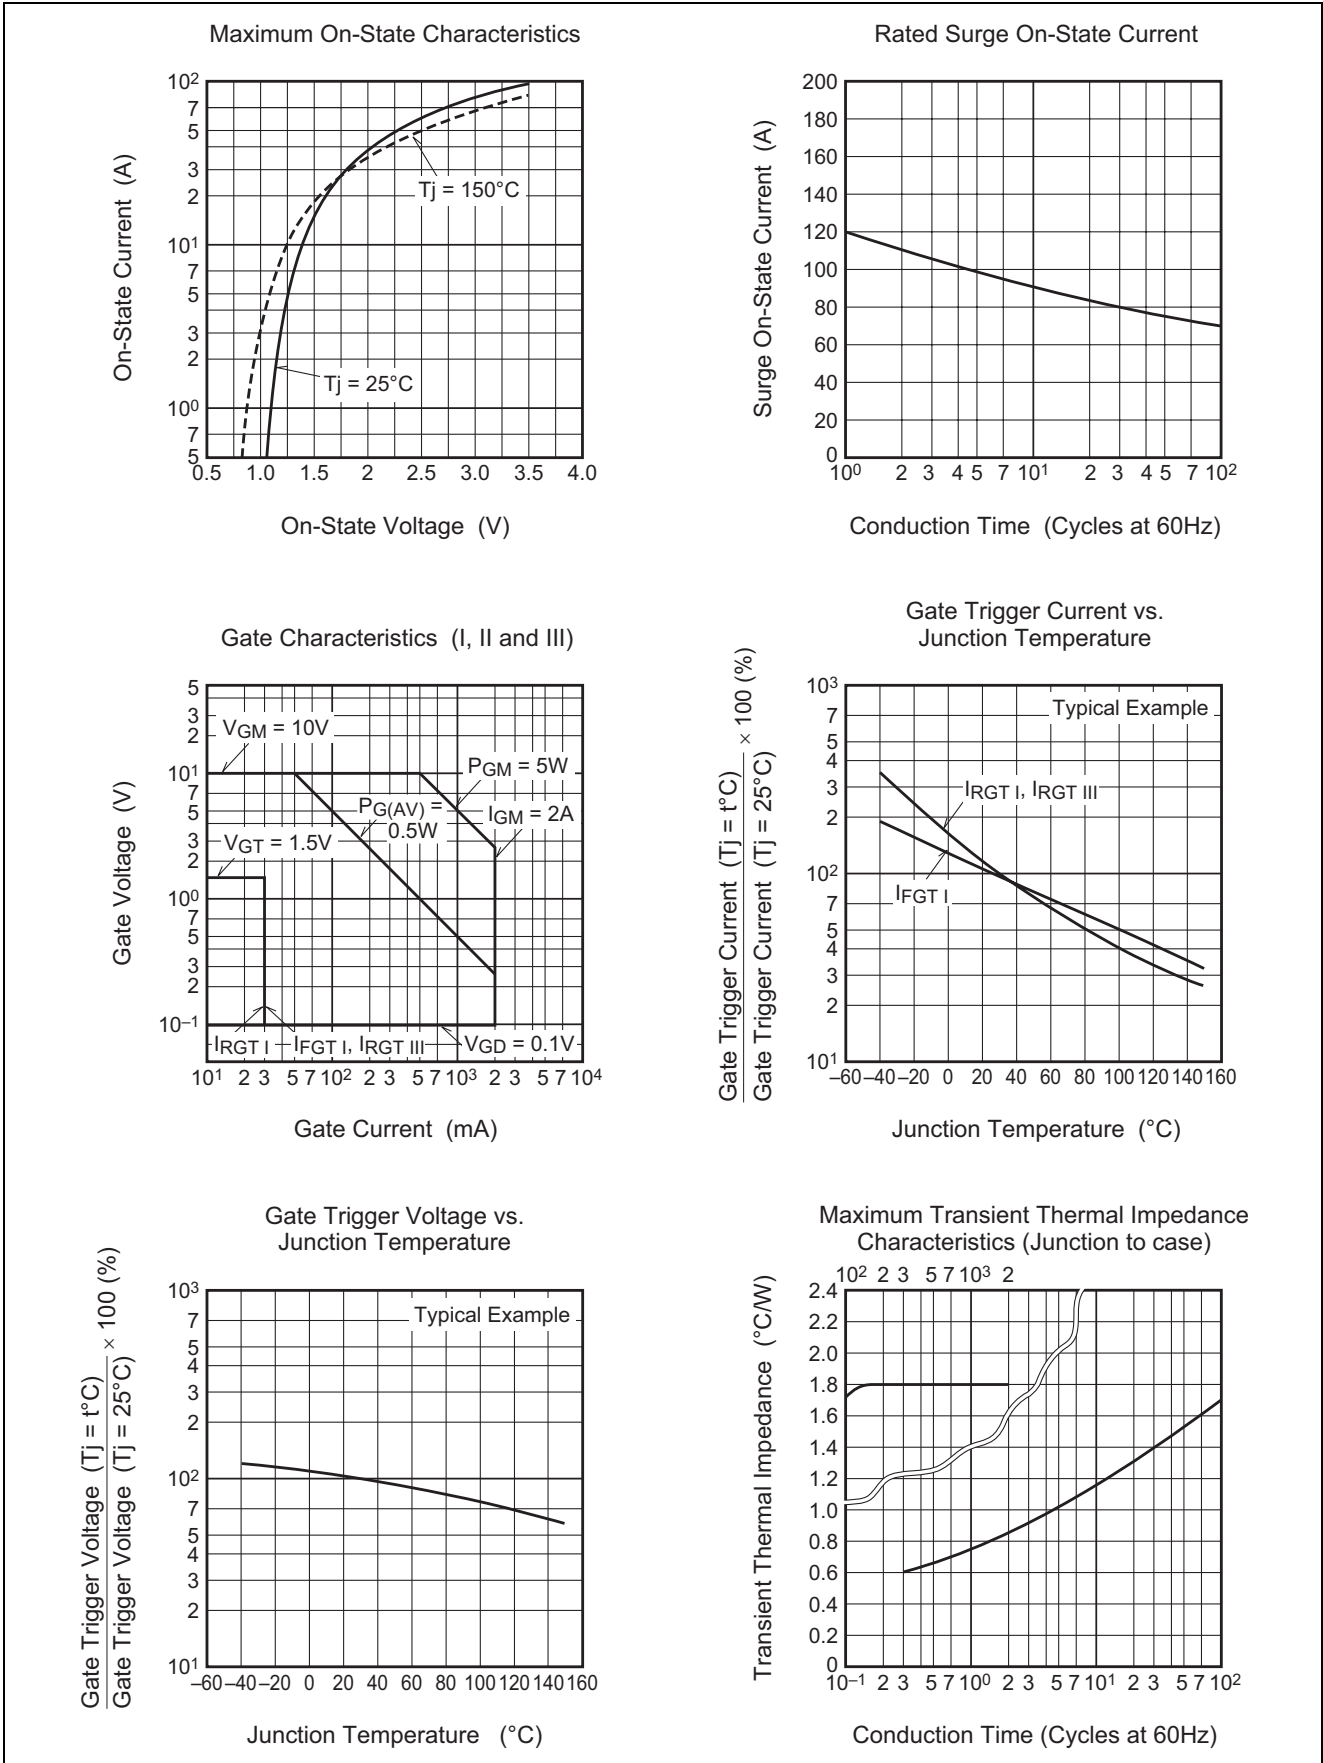 Maximum On-State Characteristics
On-State Current (A)
10²
7
5
3
2
10¹
7
5
3
2
10⁰
7
5
Tj = 150°C
Tj = 25°C
0.5 1.0 1.5 2 2.5 3.0 3.5 4.0
On-State Voltage (V)
Rated Surge On-State Current
Surge On-State Current (A)
200
180
160
140
120
100
80
60
40
20
0
10⁰ 2 3 4 5 7 10¹ 2 3 4 5 7 10²
Conduction Time (Cycles at 60Hz)
Gate Characteristics (I, II and III)
Gate Voltage (V)
5
3
2
10¹
7
5
3
2
10⁰
7
5
3
2
10⁻¹
VGM = 10V
PGM = 5W
PG(AV) =
0.5W
IGM = 2A
VGT = 1.5V
IRGT I
IFGT I, IRGT III
VGD = 0.1V
10¹ 2 3 5 7 10² 2 3 5 7 10³ 2 3 5 7 10⁴
Gate Current (mA)
Gate Trigger Current vs.
Junction Temperature
Gate Trigger Current (Tj = t°C)
Gate Trigger Current (Tj = 25°C)
× 100 (%)
10³
7
5
4
3
2
10²
7
5
4
3
2
10¹
Typical Example
IRGT I, IRGT III
IFGT I
–60 –40 –20 0 20 40 60 80 100 120 140 160
Junction Temperature (°C)
Gate Trigger Voltage vs.
Junction Temperature
Gate Trigger Voltage (Tj = t°C)
Gate Trigger Voltage (Tj = 25°C)
× 100 (%)
10³
7
5
4
3
2
10²
7
5
4
3
2
10¹
Typical Example
–60 –40 –20 0 20 40 60 80 100 120 140 160
Junction Temperature (°C)
Maximum Transient Thermal Impedance
Characteristics (Junction to case)
10² 2 3 5 7 10³ 2
Transient Thermal Impedance (°C/W)
2.4
2.2
2.0
1.8
1.6
1.4
1.2
1.0
0.8
0.6
0.4
0.2
0
10⁻¹ 2 3 5 7 10⁰ 2 3 5 7 10¹ 2 3 5 7 10²
Conduction Time (Cycles at 60Hz)